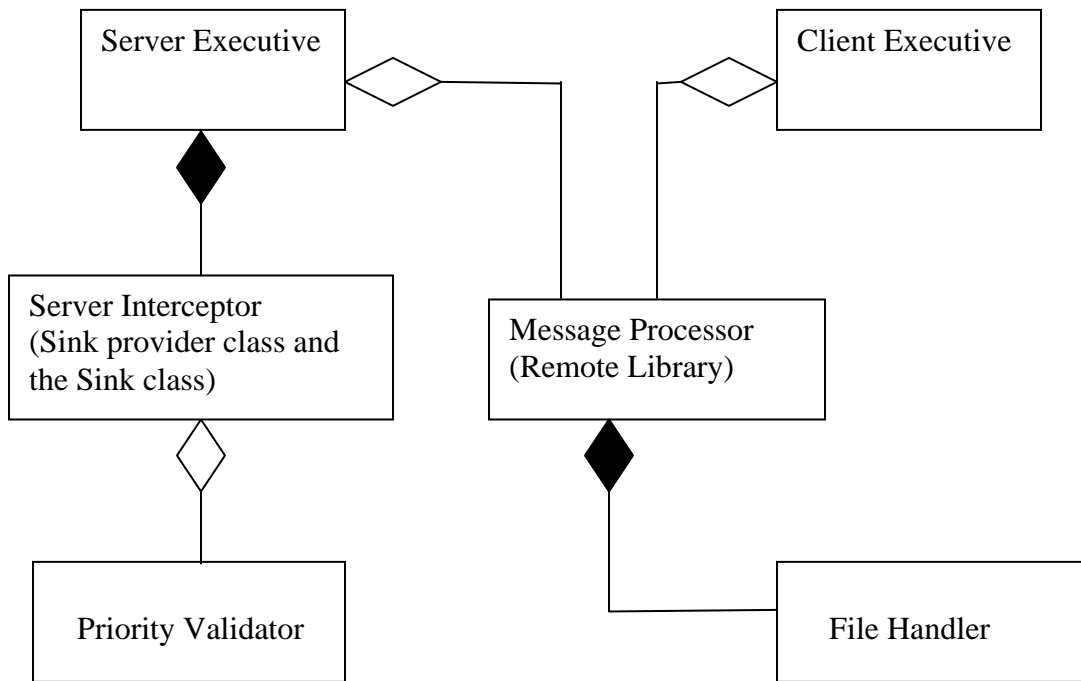 Server Executive
Client Executive
Server Interceptor
(Sink provider class and
the Sink class)
Message Processor
(Remote Library)
Priority Validator
File Handler